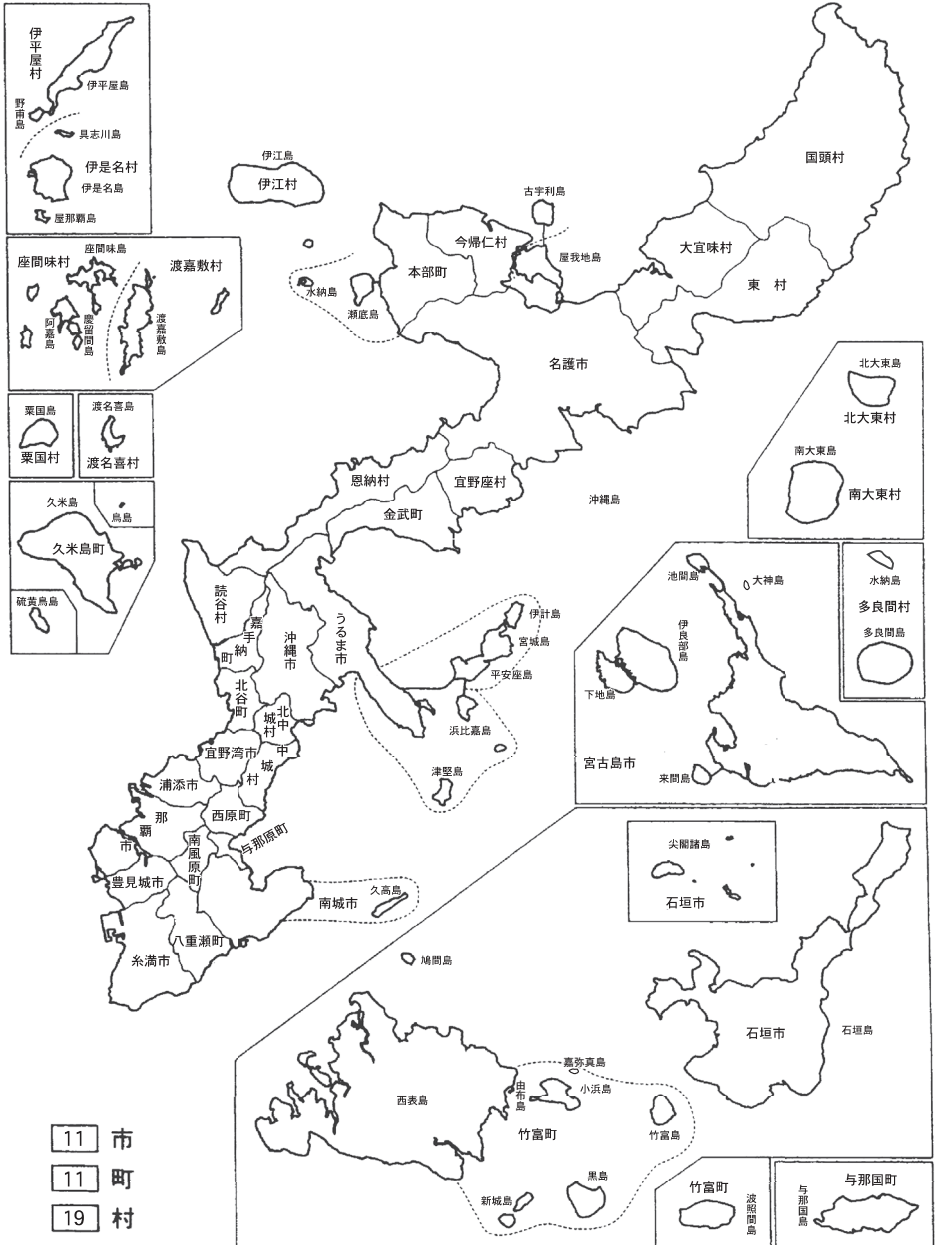 伊平屋村
伊平屋島
野甫島
具志川島
伊是名村
伊是名島
屋那覇島
伊江島
伊江村
古宇利島
国頭村
今帰仁村
大宜味村
屋我地島
本部町
東 村
水納島
瀬底島
名護市
座間味島
座間味村
渡嘉敷村
阿嘉島
慶留間島
渡嘉敷島
粟国島
粟国村
渡名喜島
渡名喜村
北大東島
北大東村
南大東島
南大東村
恩納村
宜野座村
金武町
沖縄島
久米島
鳥島
久米島町
硫黄鳥島
池間島
大神島
伊良部島
下地島
宮古島市
来間島
水納島
多良間村
多良間島
読谷村
嘉手納町
沖縄市
うるま市
伊計島
宮城島
平安座島
浜比嘉島
津堅島
北谷町
北中城村
中城村
宜野湾市
浦添市
西原町
那覇市
与那原町
南風原町
豊見城市
南城市
久高島
八重瀬町
糸満市
尖閣諸島
石垣市
鳩間島
石垣市
石垣島
西表島
由布島
嘉弥真島
小浜島
竹富町
竹富島
黒島
新城島
竹富町
波照間島
与那国町
与那国島
11 市
11 町
19 村